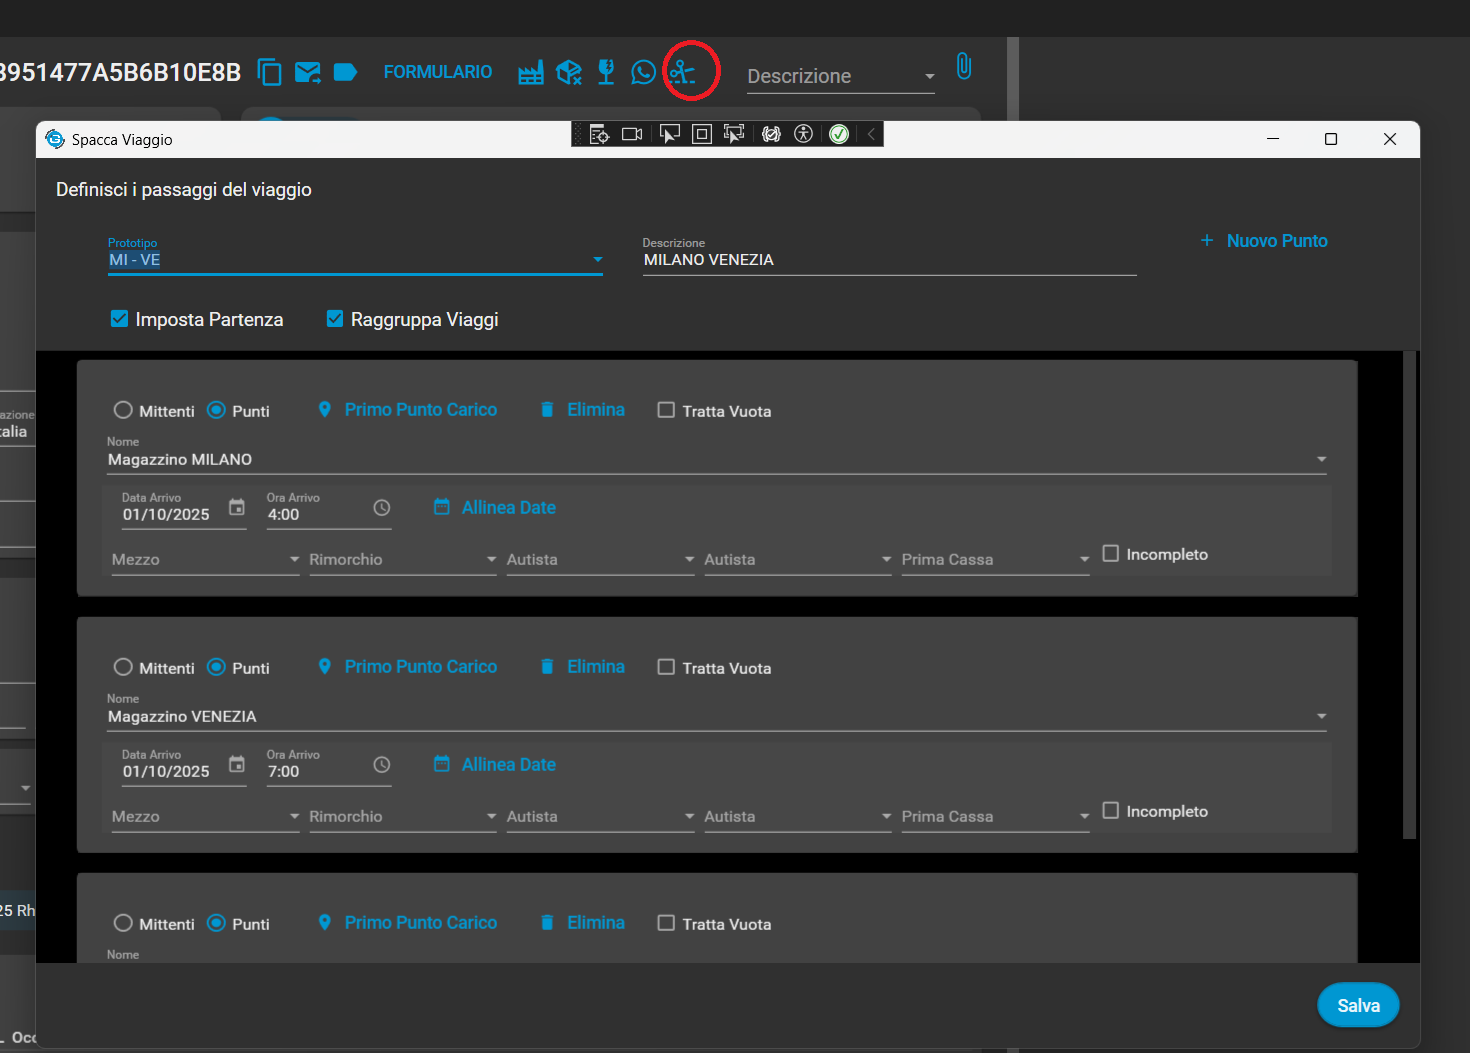 3951477A5B6B10E8B FORMULARIO Descrizione
Spacca Viaggio
Definisci i passaggi del viaggio
Prototipo
MI - VE
Descrizione
MILANO VENEZIA
+ Nuovo Punto
Imposta Partenza Raggruppa Viaggi
Mittenti Punti Primo Punto Carico Elimina Tratta Vuota
Nome
Magazzino MILANO
Data Arrivo Ora Arrivo
01/10/2025 4:00 Allinea Date
Mezzo Rimorchio Autista Autista Prima Cassa Incompleto
Mittenti Punti Primo Punto Carico Elimina Tratta Vuota
Nome
Magazzino VENEZIA
Data Arrivo Ora Arrivo
01/10/2025 7:00 Allinea Date
Mezzo Rimorchio Autista Autista Prima Cassa Incompleto
Mittenti Punti Primo Punto Carico Elimina Tratta Vuota
Nome
Salva
azione
talia
25 Rh
Occ